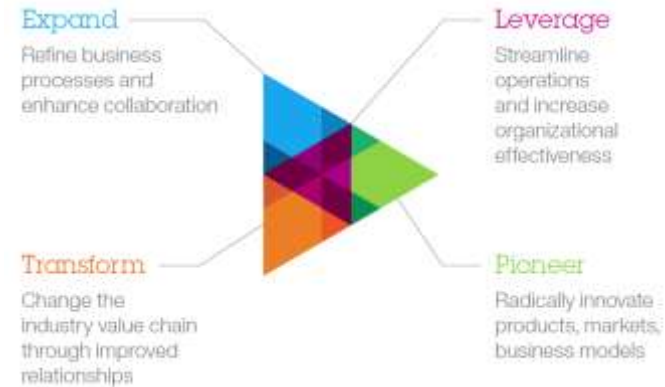 Expand
Refine business
processes and
enhance collaboration
Leverage
Streamline
operations
and increase
organizational
effectiveness
Transform
Change the
industry value chain
through improved
relationships
Pioneer
Radically innovate
products, markets,
business models